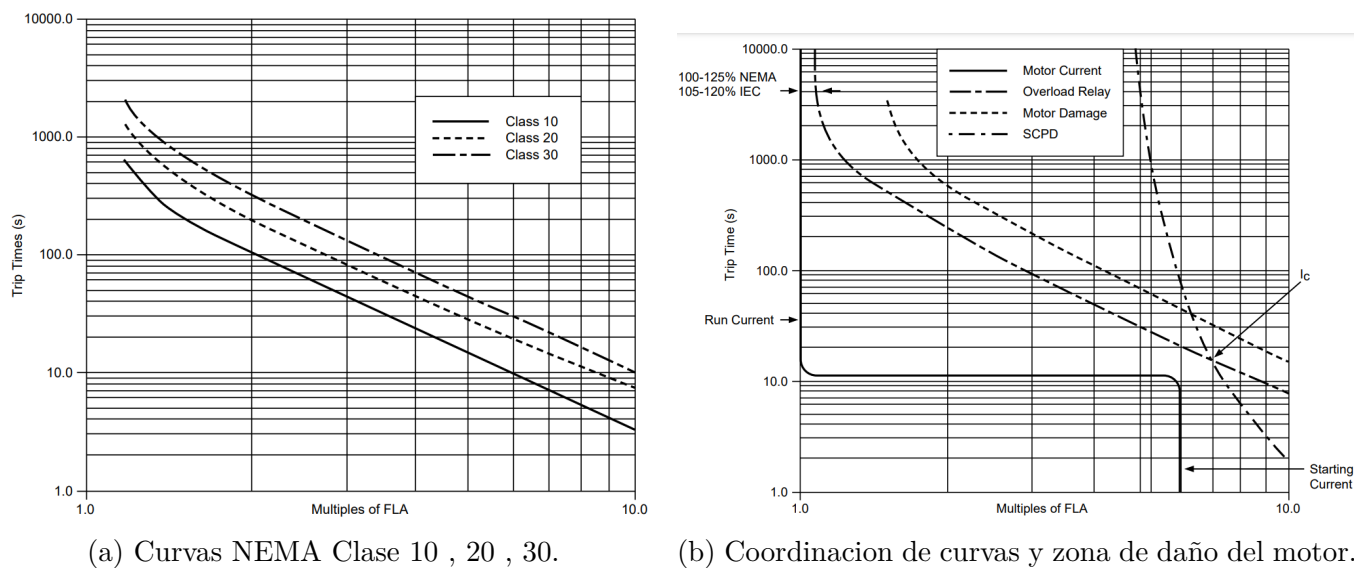 10000.0
1000.0
100.0
10.0
1.0
Trip Times (s)
Class 10
Class 20
Class 30
1.0
Multiples of FLA
10.0
(a) Curvas NEMA Clase 10 , 20 , 30.
10000.0
1000.0
100.0
10.0
1.0
Trip Time (s)
100-125% NEMA
105-120% IEC
Motor Current
Overload Relay
Motor Damage
SCPD
Ic
Run Current
Starting
Current
1.0
Multiples of FLA
10.0
(b) Coordinacion de curvas y zona de daño del motor.